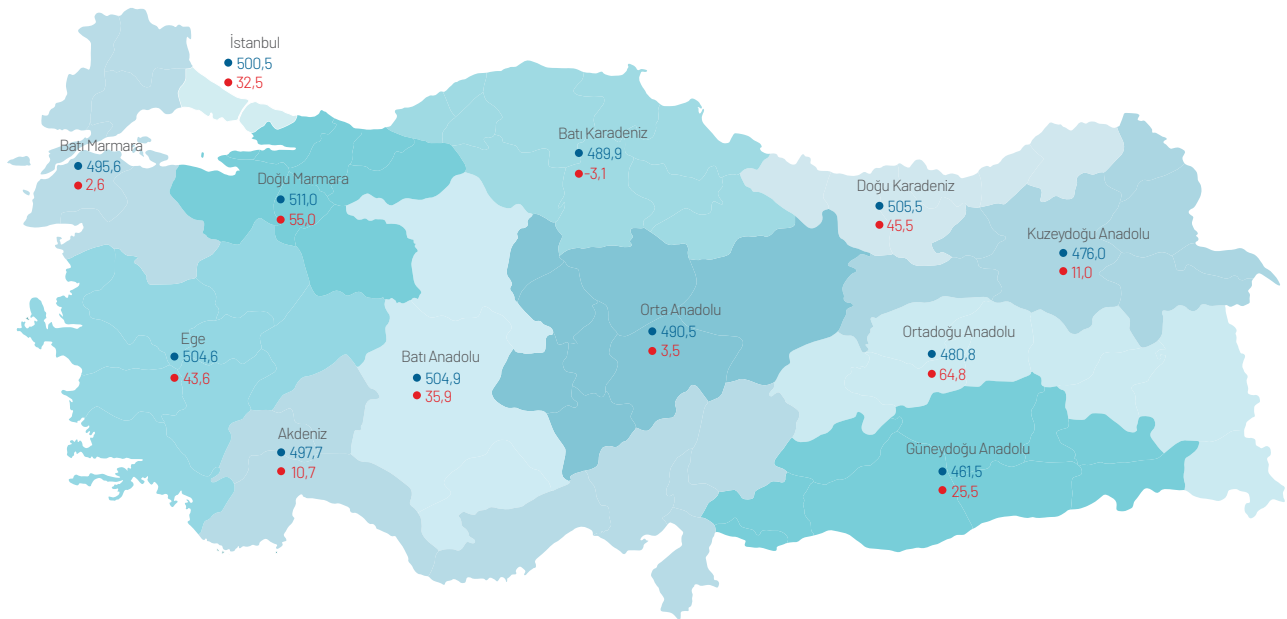 İstanbul
500,5
32,5
Batı Marmara
495,6
2,6
Doğu Marmara
511,0
55,0
Batı Karadeniz
489,9
-3,1
Doğu Karadeniz
505,5
45,5
Kuzeydoğu Anadolu
476,0
11,0
Ege
504,6
43,6
Batı Anadolu
504,9
35,9
Orta Anadolu
490,5
3,5
Ortadoğu Anadolu
480,8
64,8
Akdeniz
497,7
10,7
Güneydoğu Anadolu
461,5
25,5